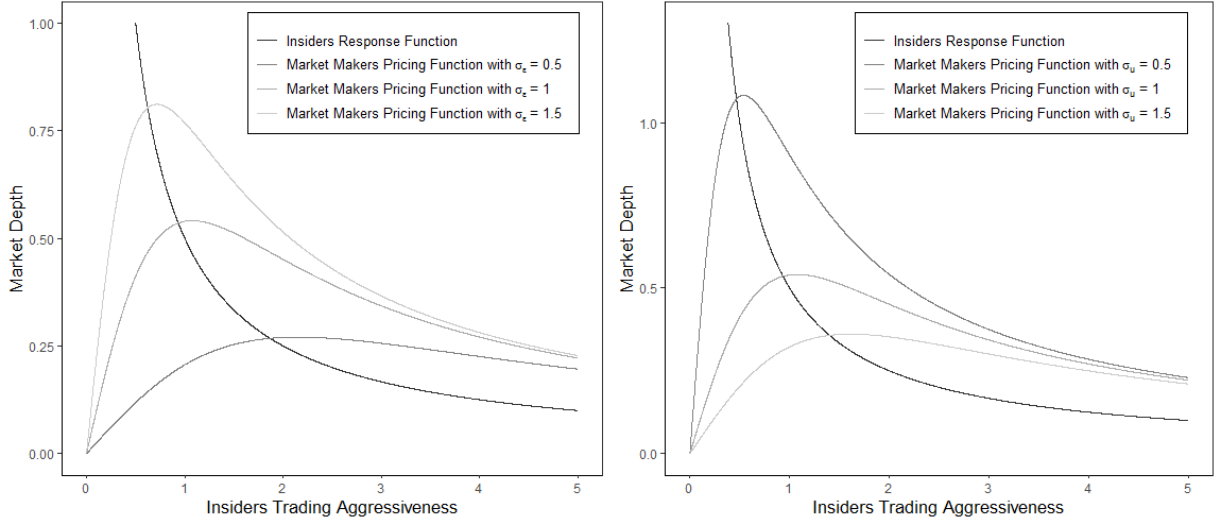 1.00
0.75
0.50
0.25
0.00
Market Depth
0 1 2 3 4 5
Insiders Trading Aggressiveness
Insiders Response Function
Market Makers Pricing Function with σε = 0.5
Market Makers Pricing Function with σε = 1
Market Makers Pricing Function with σε = 1.5
1.0
0.5
0.0
Market Depth
0 1 2 3 4 5
Insiders Trading Aggressiveness
Insiders Response Function
Market Makers Pricing Function with σu = 0.5
Market Makers Pricing Function with σu = 1
Market Makers Pricing Function with σu = 1.5